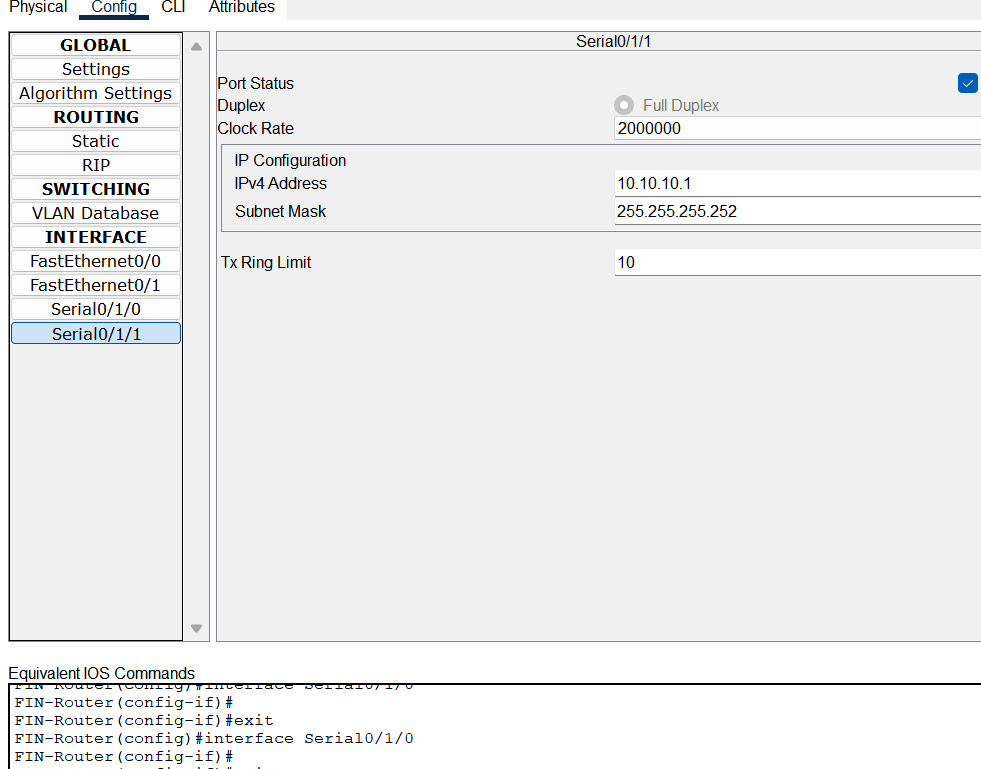 Physical Config CLI Attributes
GLOBAL
Settings
Algorithm Settings
ROUTING
Static
RIP
SWITCHING
VLAN Database
INTERFACE
FastEthernet0/0
FastEthernet0/1
Serial0/1/0
Serial0/1/1
Serial0/1/1
Port Status
Duplex Full Duplex
Clock Rate 2000000
IP Configuration
IPv4 Address 10.10.10.1
Subnet Mask 255.255.255.252
Tx Ring Limit 10
Equivalent IOS Commands
FIN-Router(config)#interface Serial0/1/0
FIN-Router(config-if)#
FIN-Router(config-if)#exit
FIN-Router(config)#interface Serial0/1/0
FIN-Router(config-if)#